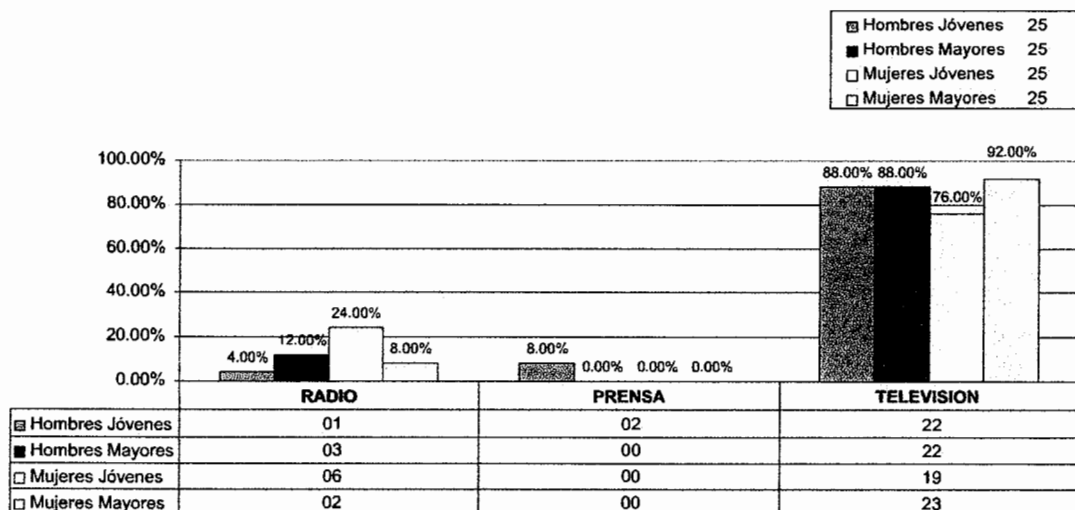 Hombres Jóvenes 25
Hombres Mayores 25
Mujeres Jóvenes 25
Mujeres Mayores 25
100.00%
80.00%
60.00%
40.00%
20.00%
0.00%
4.00% 12.00% 24.00% 8.00%
8.00% 0.00% 0.00% 0.00%
88.00% 88.00% 76.00% 92.00%
RADIO PRENSA TELEVISION
Hombres Jóvenes 01 02 22
Hombres Mayores 03 00 22
Mujeres Jóvenes 06 00 19
Mujeres Mayores 02 00 23